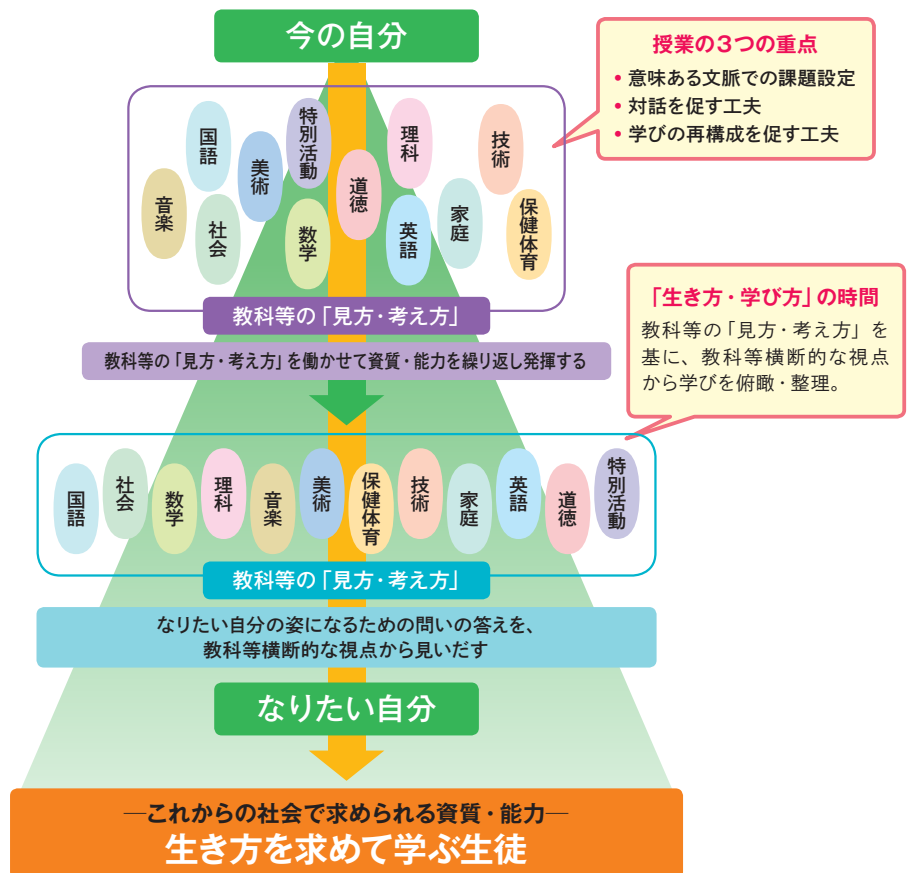 今の自分
授業の3つの重点
• 意味ある文脈での課題設定
• 対話を促す工夫
• 学びの再構成を促す工夫
音楽
国語
社会
美術
特別活動
数学
道徳
理科
英語
家庭
技術
保健体育
教科等の「見方・考え方」
教科等の「見方・考え方」を働かせて資質・能力を繰り返し発揮する
「生き方・学び方」の時間
教科等の「見方・考え方」を
基に、教科等横断的な視点
から学びを俯瞰・整理。
国語
社会
数学
理科
音楽
美術
保健体育
技術
家庭
英語
道徳
特別活動
教科等の「見方・考え方」
なりたい自分の姿になるための問いの答えを、
教科等横断的な視点から見いだす
なりたい自分
―これからの社会で求められる資質・能力―
生き方を求めて学ぶ生徒